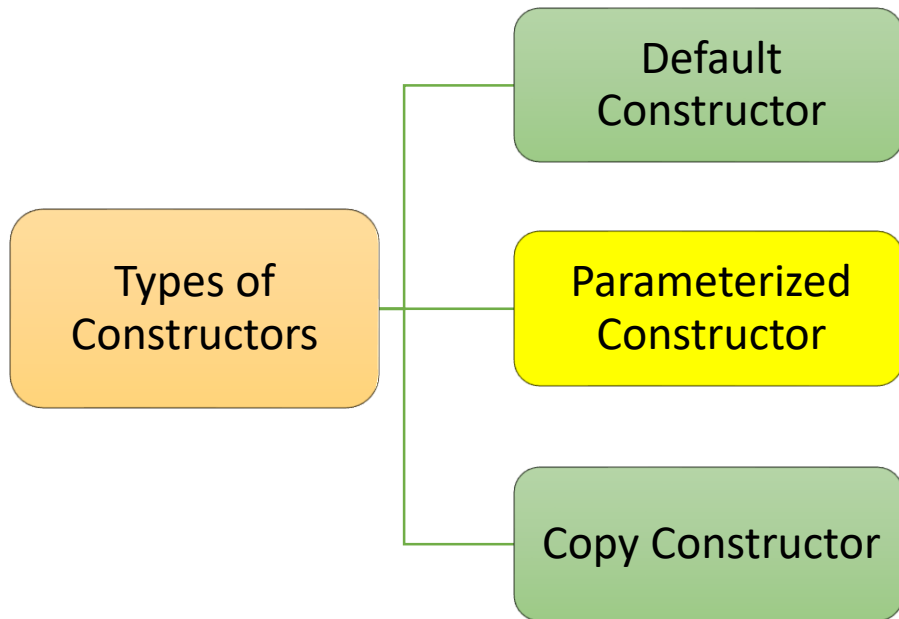 Types of
Constructors
Default
Constructor
Parameterized
Constructor
Copy Constructor